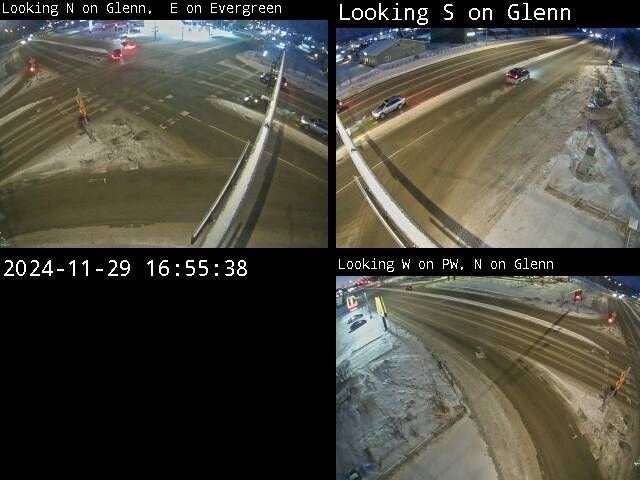 Looking N on Glenn,  E on Evergreen
Looking S on Glenn
2024-11-29 16:55:38
Looking W on PW, N on Glenn